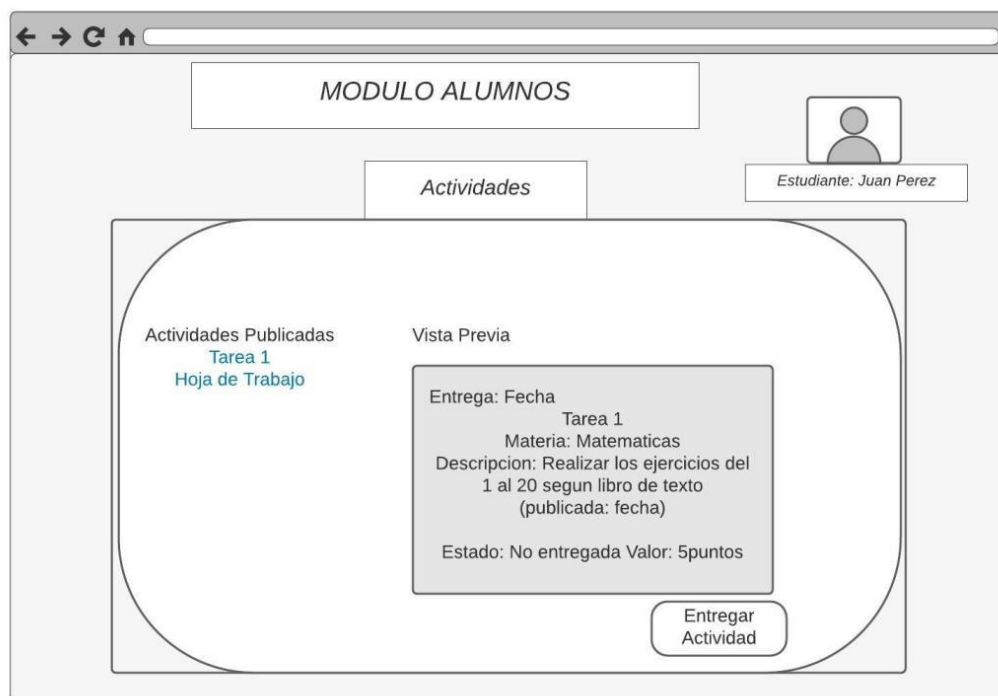 MODULO ALUMNOS
Estudiante: Juan Perez
Actividades
Actividades Publicadas
Tarea 1
Hoja de Trabajo
Vista Previa
Entrega: Fecha
Tarea 1
Materia: Matematicas
Descripcion: Realizar los ejercicios del
1 al 20 segun libro de texto
(publicada: fecha)
Estado: No entregada Valor: 5puntos
Entregar
Actividad